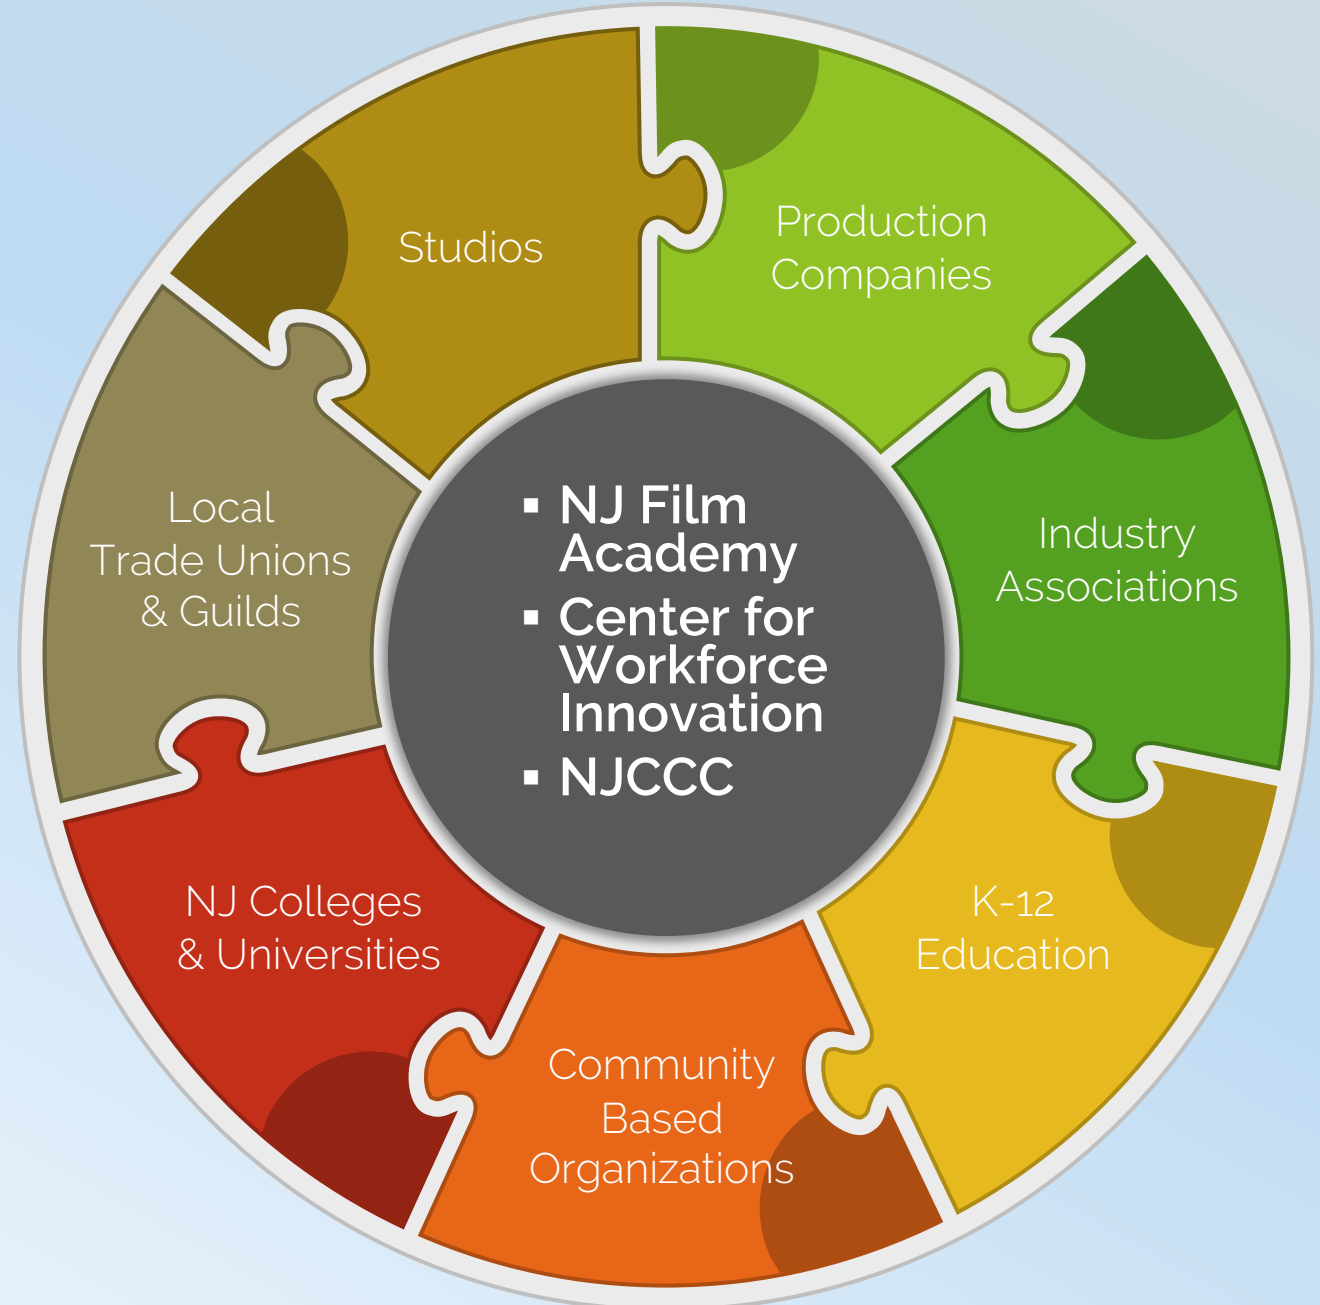 Studios
Production
Companies
Industry
Associations
K-12
Education
Community
Based
Organizations
NJ Colleges
& Universities
Local
Trade Unions
& Guilds
▪ NJ Film
Academy
▪ Center for
Workforce
Innovation
▪ NJCCC